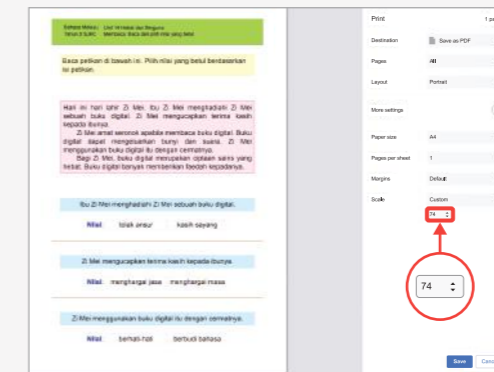 Bahasa Melayu
Unit
dan Berguna
Tahun 3 SJKC
Membaca: Baca dan pilih nilai yang betul
Baca petikan di bawah ini. Pilih nilai yang betul berdasarkan
isi petikan.
Hari ini hari lahir Zi Mei. Ibu Zi Mei menghadiahi Zi Mei
sebuah buku digital. Zi Mei mengucapkan terima kasih
kepada ibunya.
Zi Mei amat seronok apabila membaca buku digital. Buku
digital dapat mengeluarkan bunyi dan suara. Zi Mei
menggunakan buku digital itu dengan cermatnya.
Bagi Zi Mei, buku digital merupakan ciptaan sains yang
hebat. Buku digital banyak memberikan faedah kepadanya.
Ibu Zi Mei menghadiahi Zi Mei sebuah buku digital.
Nilai: tolak ansur kasih sayang
Zi Mei mengucapkan terima kasih kepada ibunya.
Nilai: menghargai jasa menghargai masa
Zi Mei menggunakan buku digital itu dengan cermatnya.
Nilai: berhati-hati berbudi bahasa
Print 1 pa
Destination Save as PDF
Pages All
Layout Portrait
More settings
Paper size A4
Pages per sheet 1
Margins Default
Scale Custom
74
74
Save Canc